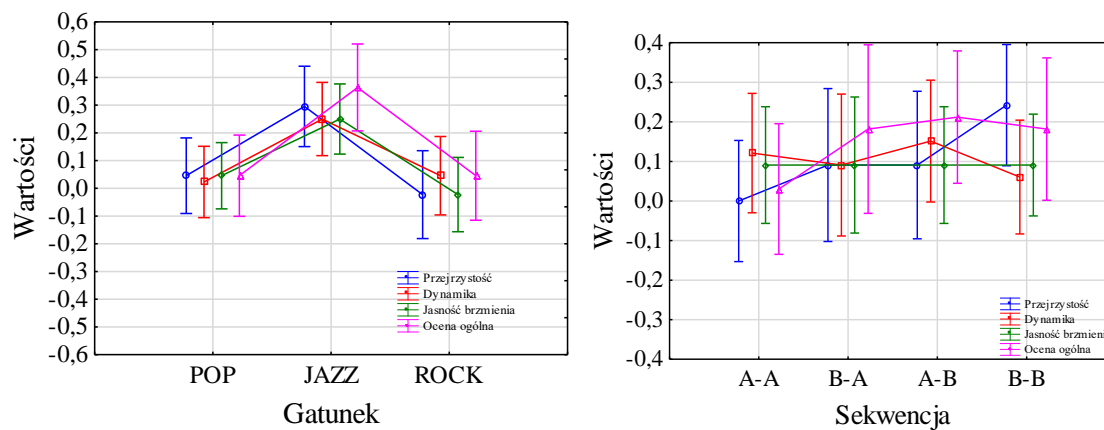 Wartości
0,6
0,5
0,4
0,3
0,2
0,1
0,0
-0,1
-0,2
-0,3
-0,4
-0,5
-0,6
Przejrzystość
Dynamika
Jasność brzmienia
Ocena ogólna
POP JAZZ ROCK
Gatunek
Wartości
0,4
0,3
0,2
0,1
0,0
-0,1
-0,2
-0,3
-0,4
Przejrzystość
Dynamika
Jasność brzmieni
Ocena ogólna
A-A B-A A-B B-B
Sekwencja